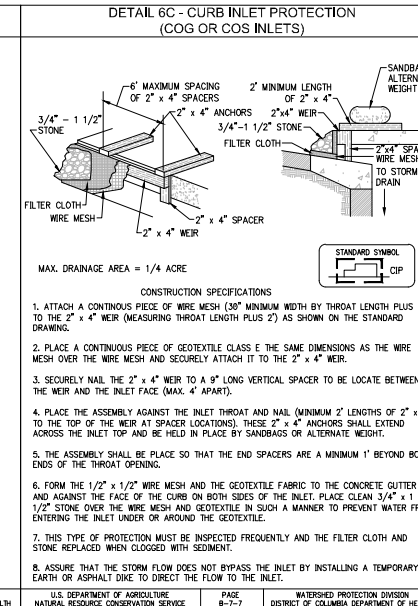 DETAIL 6C - CURB INLET PROTECTION
(COG OR COS INLETS)
6' MAXIMUM SPACING
OF 2" x 4" SPACERS
2" x 4" ANCHORS
3/4" - 1 1/2"
STONE
FILTER CLOTH
WIRE MESH
2" x 4" SPACER
2" x 4" WEIR
2' MINIMUM LENGTH
OF 2" x 4"
2"x4" WEIR
3/4"-1 1/2" STONE
FILTER CLOTH
WEIGHT
2"x4"
WIRE MESH
TO STORM
DRAIN
STANDARD SYMBOL
CIP
MAX. DRAINAGE AREA = 1/4 ACRE
CONSTRUCTION SPECIFICATIONS
1. ATTACH A CONTINOUS PIECE OF WIRE MESH (30" MINIMUM WIDTH BY THROAT LENGTH PLUS
TO THE 2" x 4" WEIR (MEASURING THROAT LENGTH PLUS 2') AS SHOWN ON THE STANDARD
DRAWING.
2. PLACE A CONTINUOUS PIECE OF GEOTEXTILE CLASS E THE SAME DIMENSIONS AS THE WIRE
MESH OVER THE WIRE MESH AND SECURELY ATTACH IT TO THE 2" x 4" WEIR.
3. SECURELY NAIL THE 2" x 4" WEIR TO A 9" LONG VERTICAL SPACER TO BE LOCATE BETWEEN
THE WEIR AND THE INLET FACE (MAX. 4' APART).
4. PLACE THE ASSEMBLY AGAINST THE INLET THROAT AND NAIL (MINIMUM 2' LENGTHS OF 2" x
TO THE TOP OF THE WEIR AT SPACER LOCATIONS). THESE 2" x 4" ANCHORS SHALL EXTEND
ACROSS THE INLET TOP AND BE HELD IN PLACE BY SANDBAGS OR ALTERNATE WEIGHT.
5. THE ASSEMBLY SHALL BE PLACE SO THAT THE END SPACERS ARE A MINIMUM 1' BEYOND
ENDS OF THE THROAT OPENING.
6. FORM THE 1/2" x 1/2" WIRE MESH AND THE GEOTEXTILE FABRIC TO THE CONCRETE GUTTER
AND AGAINST THE FACE OF THE CURB ON BOTH SIDES OF THE INLET. PLACE CLEAN 3/4" x 1
1/2" STONE OVER THE WIRE MESH AND GEOTEXTILE IN SUCH A MANNER TO PREVENT WATER
ENTERING THE INLET UNDER OR AROUND THE GEOTEXTILE.
7. THIS TYPE OF PROTECTION MUST BE INSPECTED FREQUENTLY AND THE FILTER CLOTH AND
STONE REPLACED WHEN CLOGGED WITH SEDIMENT.
8. ASSURE THAT THE STORM FLOW DOES NOT BYPASS THE INLET BY INSTALLING A TEMPORARY
EARTH OR ASPHALT DIKE TO DIRECT THE FLOW TO THE INLET.
U.S. DEPARTMENT OF AGRICULTURE
NATURAL RESOURCE CONSERVATION SERVICE
PAGE
B-7-7
WATERSHED PROTECTION DIVISION
DISTRICT OF COLUMBIA DEPARTMENT OF